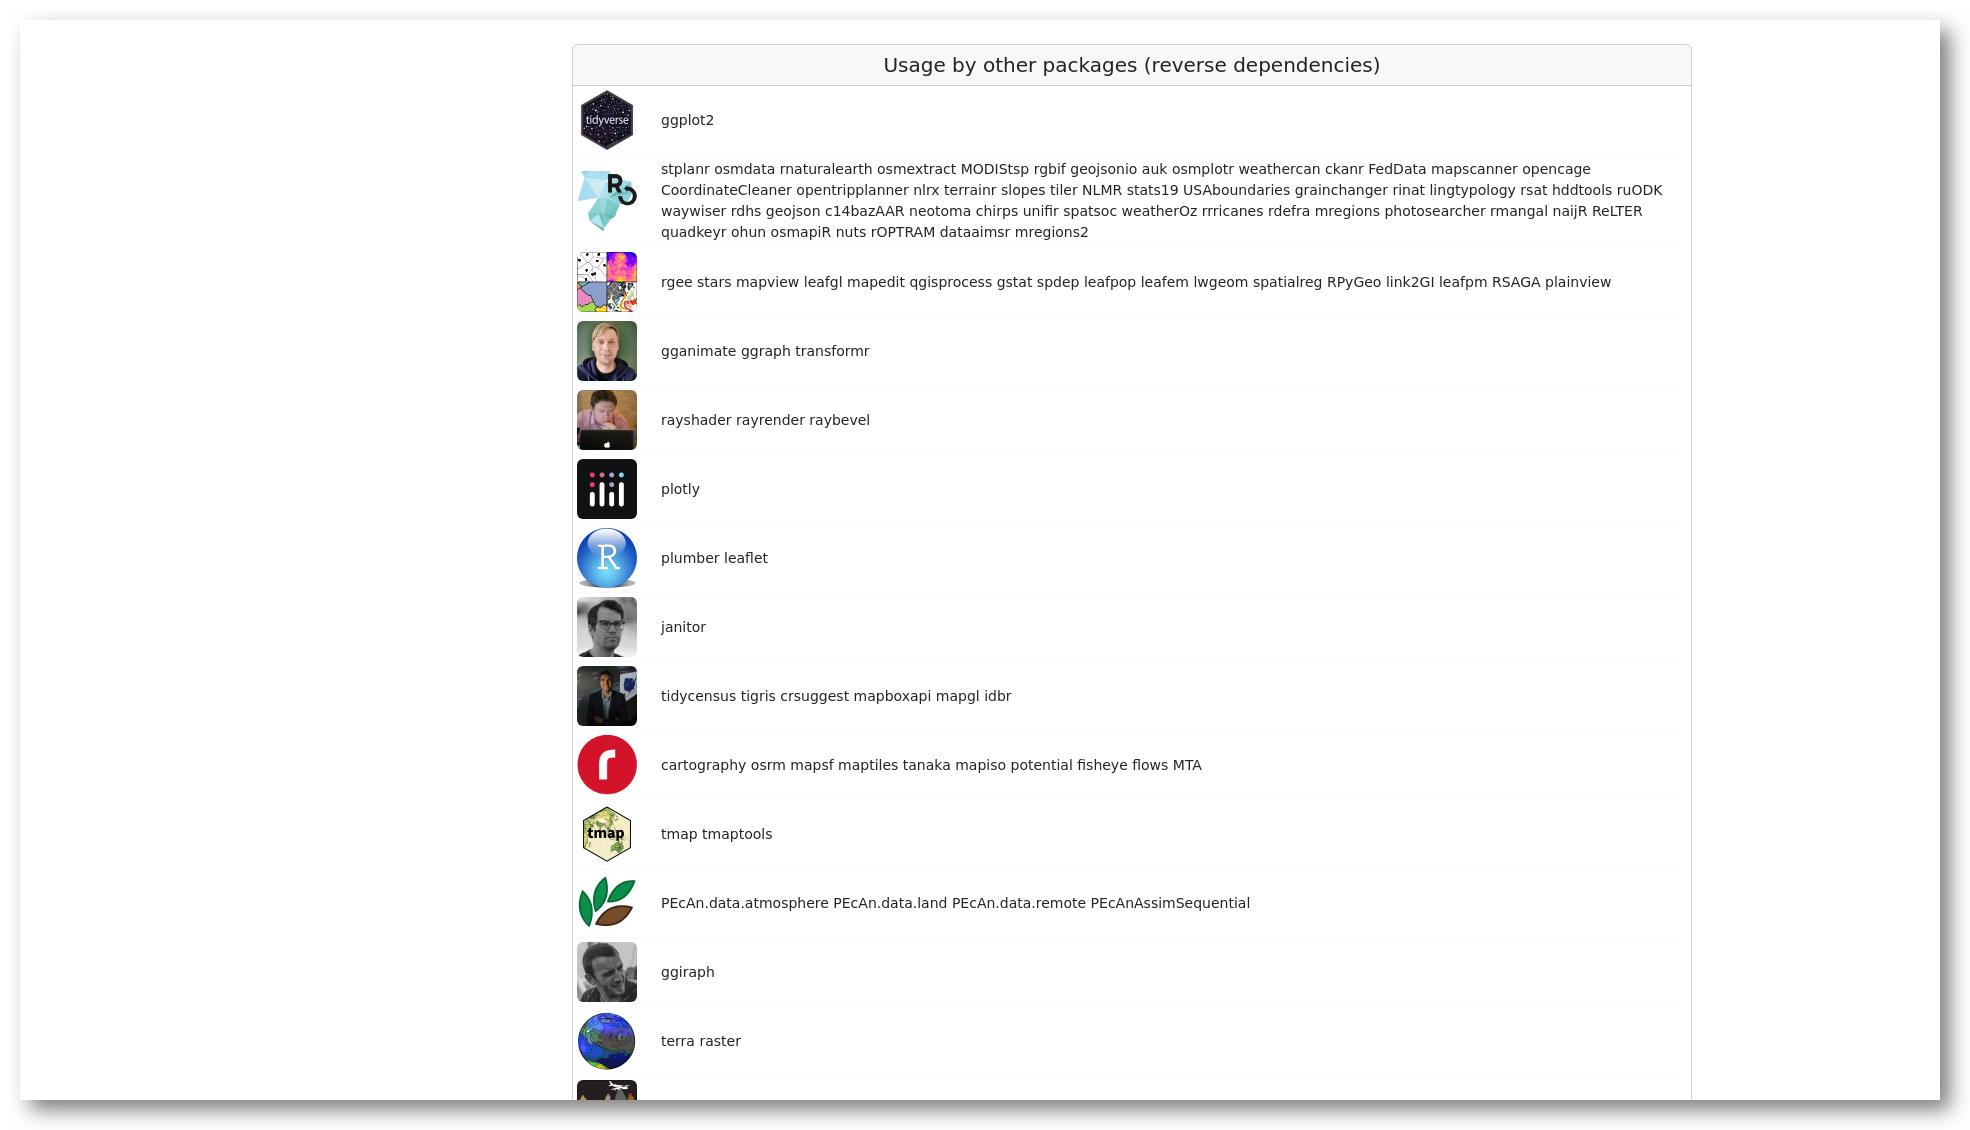 Usage by other packages (reverse dependencies)
tidyverse
ggplot2
stplanr osmdata rnaturalearth osmextract MODIStsp rgbif geojsonio auk osmplotr weathercan ckanr FedData mapscanner opencage
CoordinateCleaner opentripplanner nlrx terrainr slopes tiler NLMR stats19 USAboundaries grainchanger rinat lingtypology rsat hddtools ruODK
waywiser rdhs geojson c14bazAAR neotoma chirps unifir spatsoc weatherOz rrricanes rdefra mregions photosearcher rmangal naijR ReLTER
quadkeyr ohun osmapiR nuts rOPTRAM dataaimsr mregions2
R
rgee stars mapview leafgl mapedit qgisprocess gstat spdep leafpop leafem lwgeom spatialreg RPyGeo link2GI leafpm RSAGA plainview
gganimate ggraph transformr
rayshader rayrender raybevel
plotly
R
plumber leaflet
janitor
tidycensus tigris crsuggest mapboxapi mapgl idbr
r
cartography osrm mapsf maptiles tanaka mapiso potential fisheye flows MTA
tmap
tmap tmaptools
PEcAn.data.atmosphere PEcAn.data.land PEcAn.data.remote PEcAnAssimSequential
ggiraph
terra raster